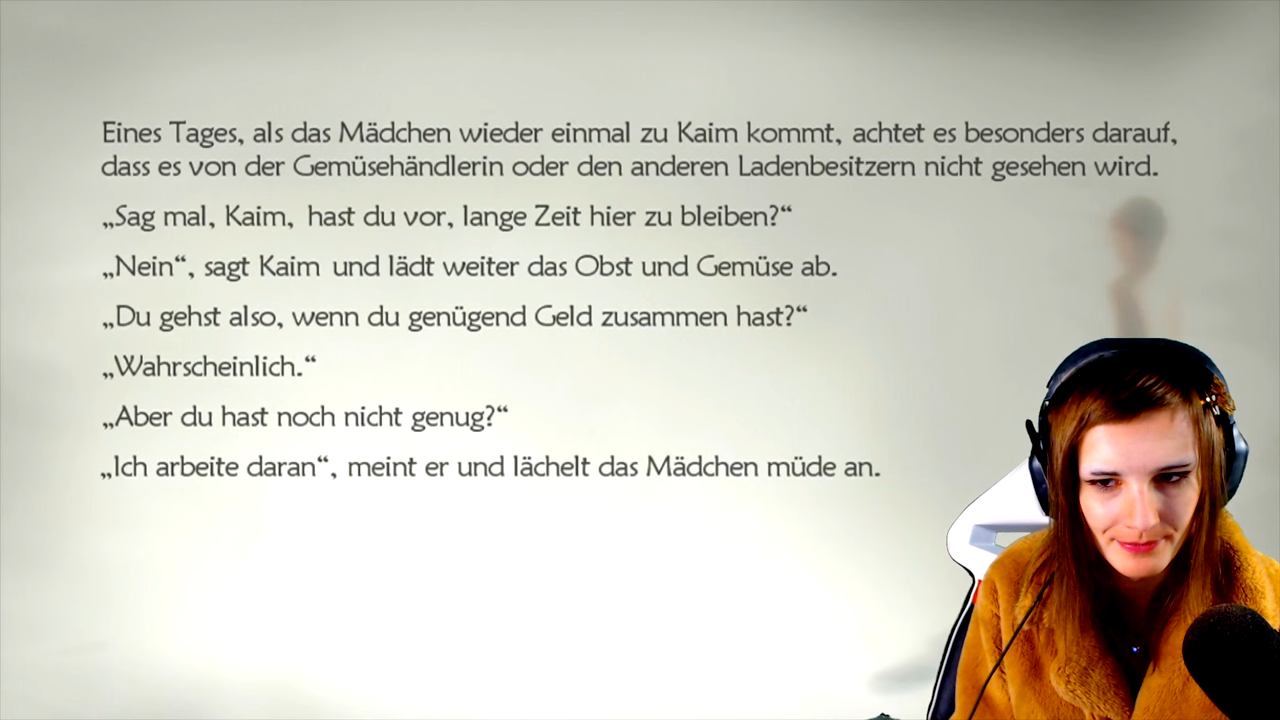 Eines Tages, als das Mädchen wieder einmal zu Kaim kommt, achtet es besonders darauf,
dass es von der Gemüsehändlerin oder den anderen Ladenbesitzern nicht gesehen wird.
„Sag mal, Kaim, hast du vor, lange Zeit hier zu bleiben?“
„Nein“, sagt Kaim und lädt weiter das Obst und Gemüse ab.
„Du gehst also, wenn du genügend Geld zusammen hast?“
„Wahrscheinlich.“
„Aber du hast noch nicht genug?“
„Ich arbeite daran“, meint er und lächelt das Mädchen müde an.